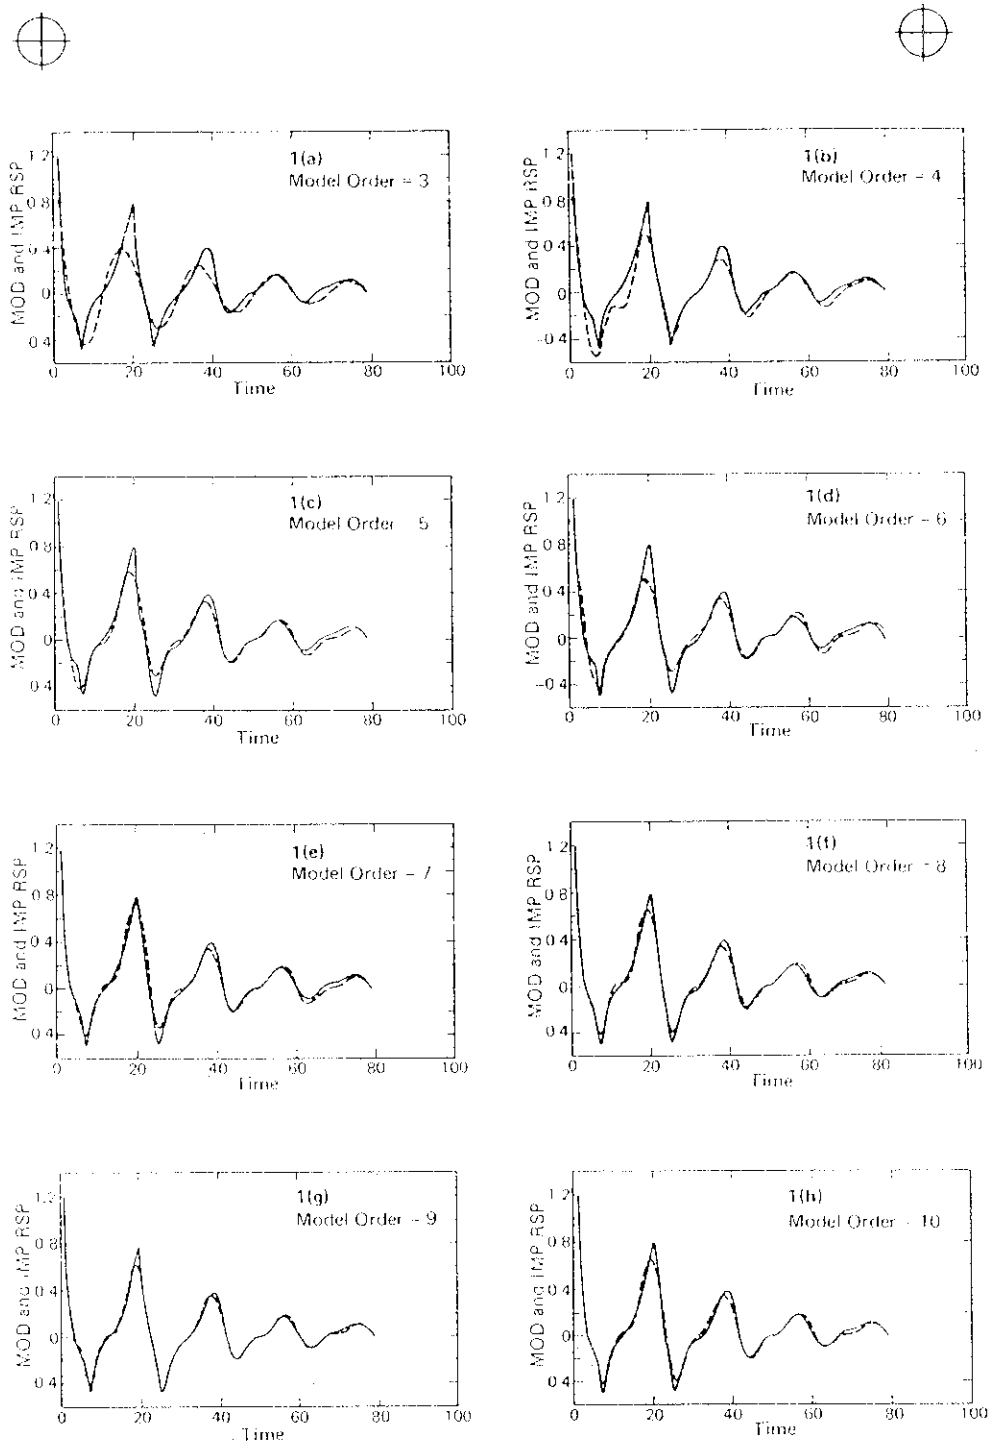 1(a)
Model Order = 3
MOD and IMP RSP
1.2
0.8
0.4
0
0.4
0 20 40 60 80 100
Time
1(b)
Model Order - 4
MOD and IMP RSP
1.2
0.8
0.4
0
-0.4
0 20 40 60 80 100
Time
1(c)
Model Order 5
MOD and IMP RSP
1.2
0.8
0.4
0
0.4
0 20 40 60 80 100
Time
1(d)
Model Order - 6
MOD and IMP RSP
1.2
0.8
0.4
0
-0.4
0 20 40 60 80 100
Time
1(e)
Model Order - 7
MOD and IMP RSP
1.2
0.8
0.4
0
0.4
0 20 40 60 80 100
Time
1(f)
Model Order = 8
MOD and IMP RSP
1.2
0.8
0.4
0
0.4
0 20 40 60 80 100
Time
1(g)
Model Order - 9
MOD and IMP RSP
1.2
0.8
0.4
0
0.4
0 20 40 60 80 100
Time
1(h)
Model Order - 10
MOD and IMP RSP
1.2
0.8
0.4
0
0.4
0 20 40 60 80 100
Time